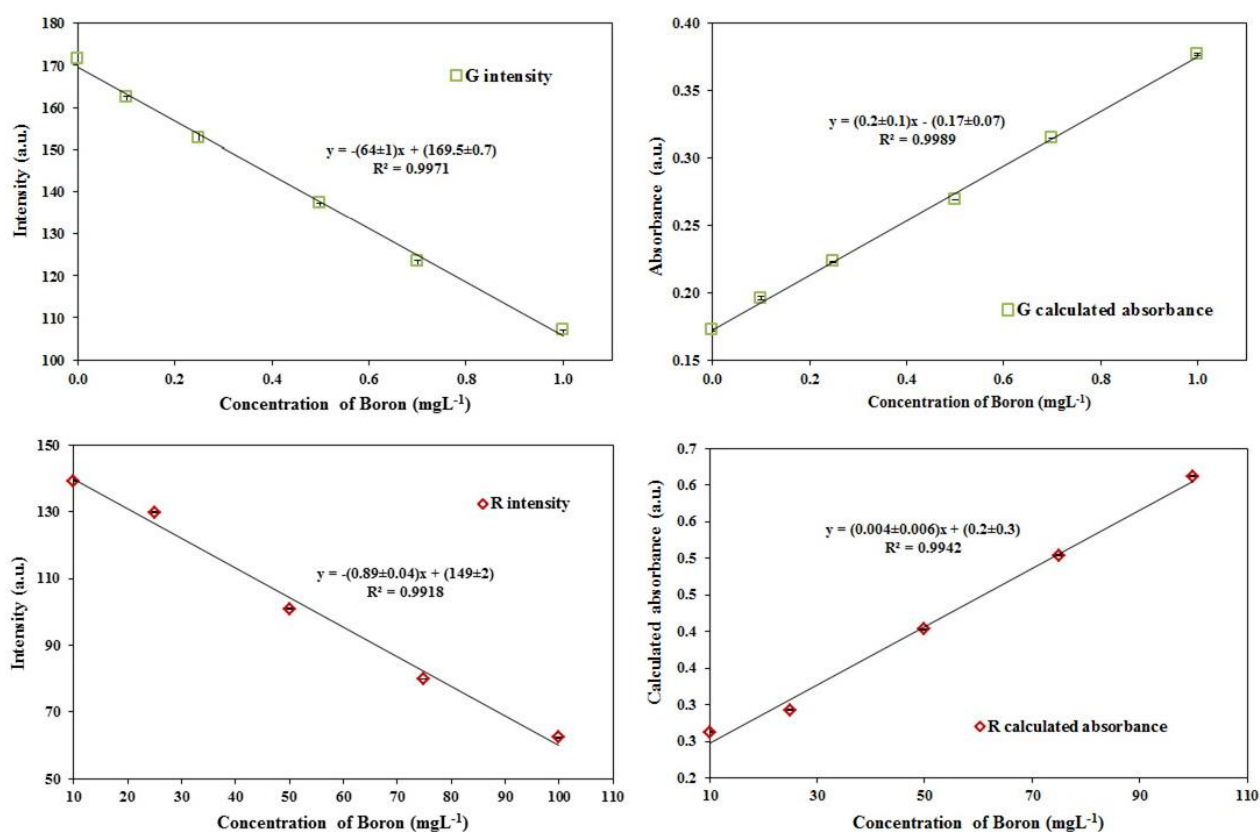 180
170
160
150
140
130
120
110
100
Intensity (a.u.)
G intensity
y = -(64±1)x + (169.5±0.7)
R² = 0.9971
0.0 0.2 0.4 0.6 0.8 1.0
Concentration of Boron (mgL⁻¹)
0.40
0.35
0.30
0.25
0.20
0.15
Absorbance (a.u.)
y = (0.2±0.1)x - (0.17±0.07)
R² = 0.9989
G calculated absorbance
0.0 0.2 0.4 0.6 0.8 1.0
Concentration of Boron (mgL⁻¹)
150
130
110
90
70
50
Intensity (a.u.)
R intensity
y = -(0.89±0.04)x + (149±2)
R² = 0.9918
10 20 30 40 50 60 70 80 90 100 110
Concentration of Boron (mgL⁻¹)
0.7
0.6
0.6
0.5
0.5
0.4
0.4
0.3
0.3
0.2
Calculated absorbance (a.u.)
y = (0.004±0.006)x + (0.2±0.3)
R² = 0.9942
R calculated absorbance
10 30 50 70 90 110
Concentration of Boron (mgL⁻¹)